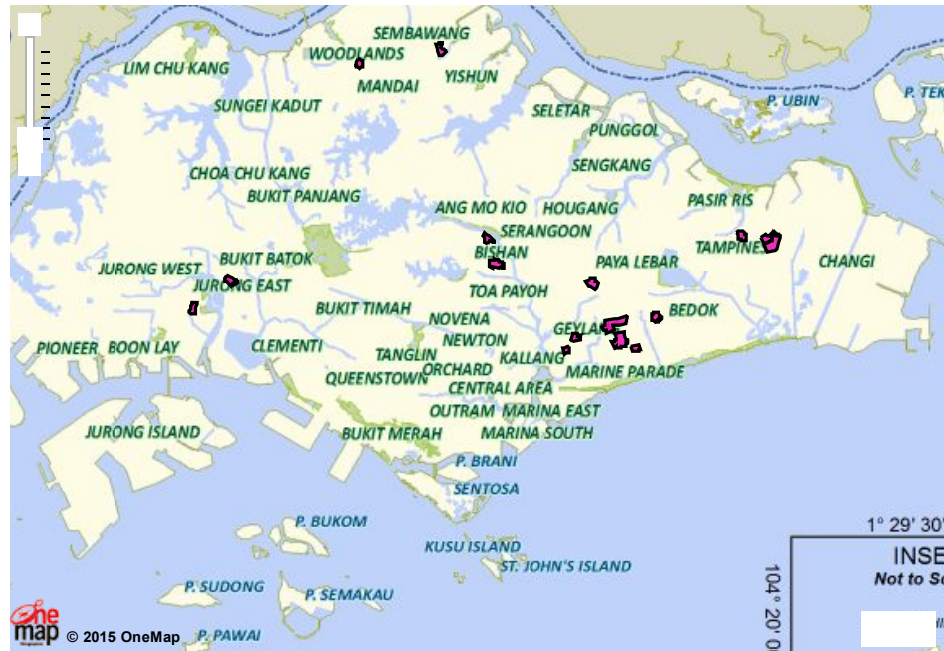 SEMBAWANG
WOODLANDS
LIM CHU KANG
YISHUN
MANDAI
P. UBIN
P. TEK
SUNGEI KADUT
SELETAR
PUNGGOL
SENGKANG
CHOA CHU KANG
BUKIT PANJANG
PASIR RIS
ANG MO KIO
HOUGANG
SERANGOON
TAMPINES
BISHAN
BUKIT BATOK
PAYA LEBAR
CHANGI
JURONG WEST
JURONG EAST
TOA PAYOH
BUKIT TIMAH
BEDOK
NOVENA
GEYLANG
NEWTON
PIONEER
BOON LAY
CLEMENTI
TANGLIN
KALLANG
ORCHARD
MARINE PARADE
QUEENSTOWN
CENTRAL AREA
OUTRAM
MARINA EAST
JURONG ISLAND
BUKIT MERAH
MARINA SOUTH
P. BRANI
SENTOSA
P. BUKOM
1° 29' 30
KUSU ISLAND
INSE
ST. JOHN'S ISLAND
Not to Sc
104° 20' 0
P. SUDONG
P. SEMAKAU
One
map © 2015 OneMap
P. PAWAI